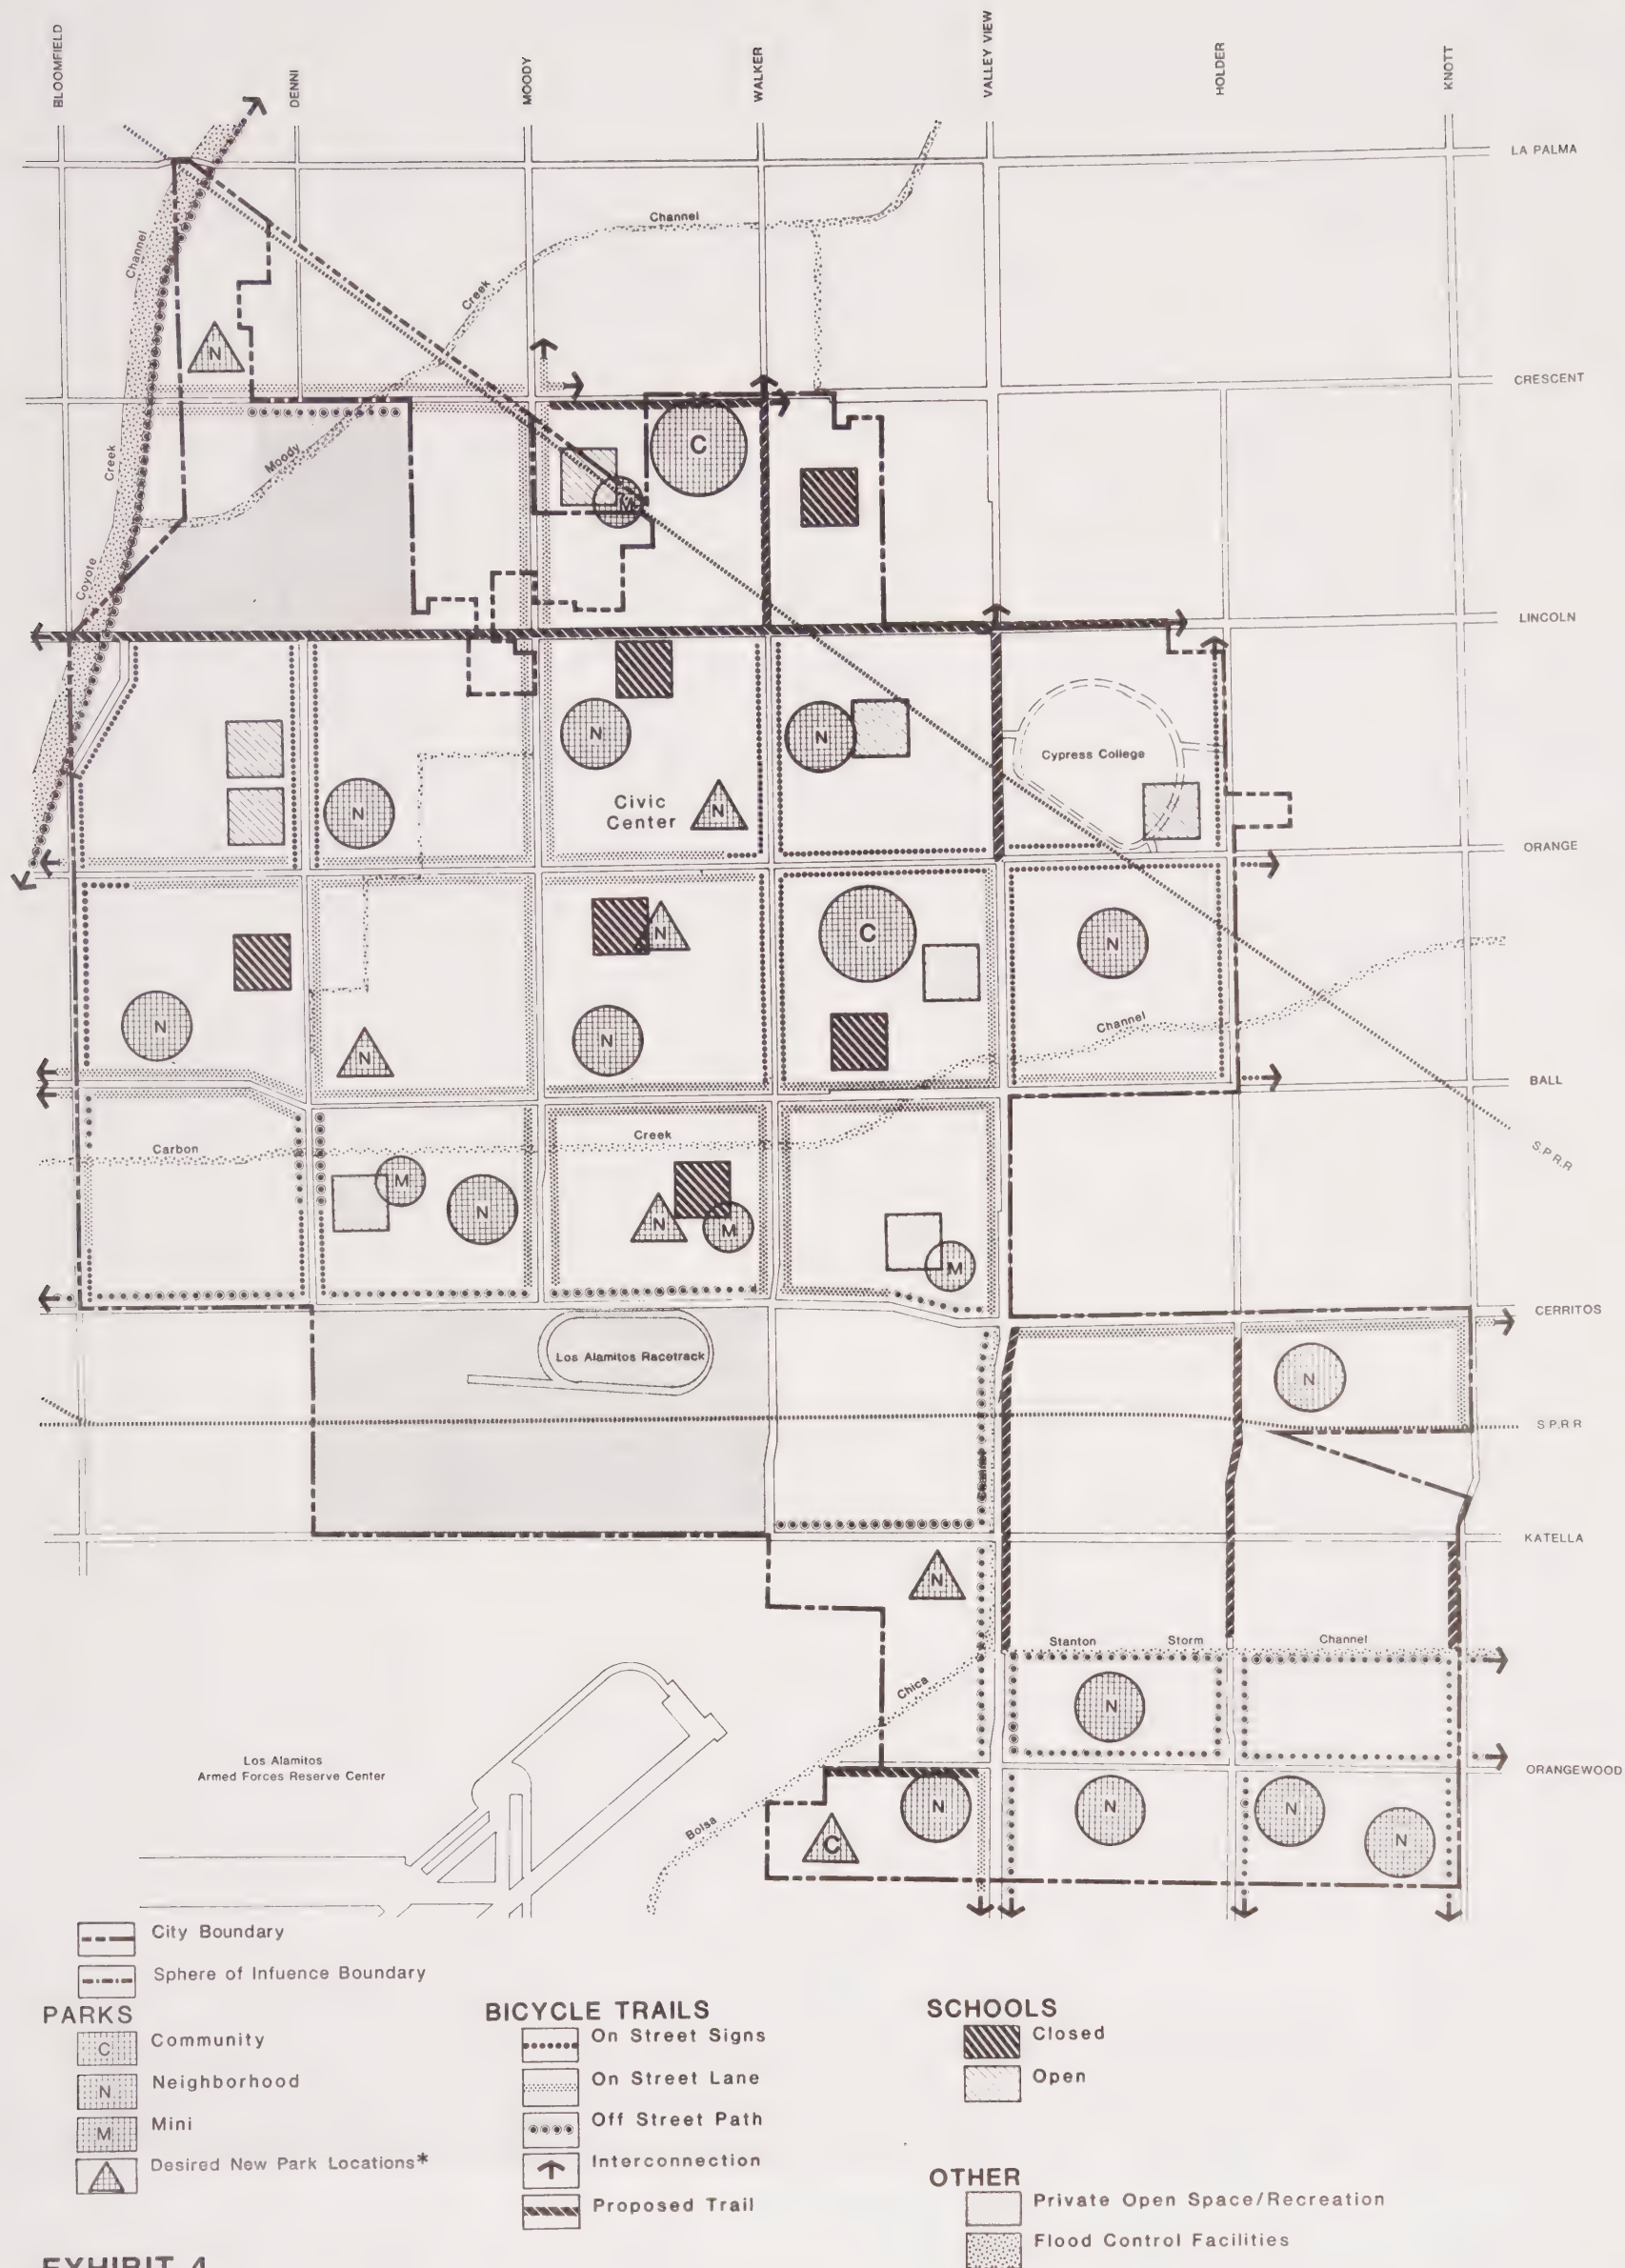 BLOOMFIELD
DENNI
MOODY
WALKER
VALLEY VIEW
HOLDER
KNOTT
LA PALMA
Channel
Channel
Creek
N
CRESCENT
C
Moody
Creek
M
Coyote
LINCOLN
N
N
Cypress College
N
Civic
Center
N
ORANGE
N
C
N
N
N
Channel
N
N
BALL
Carbon
Creek
S.P.R.R
M
N
N
M
M
CERRITOS
Los Alamitos Racetrack
N
S.P.R.R
KATELLA
N
Stanton
Storm
Channel
Chica
N
Los Alamitos
Armed Forces Reserve Center
ORANGEWOOD
N
N
N
N
Bolsa
C
City Boundary
Sphere of Infuence Boundary
PARKS
C Community
N Neighborhood
M Mini
Desired New Park Locations*
BICYCLE TRAILS
On Street Signs
On Street Lane
Off Street Path
Interconnection
Proposed Trail
SCHOOLS
Closed
Open
OTHER
Private Open Space/Recreation
Flood Control Facilities
EXHIBIT 4